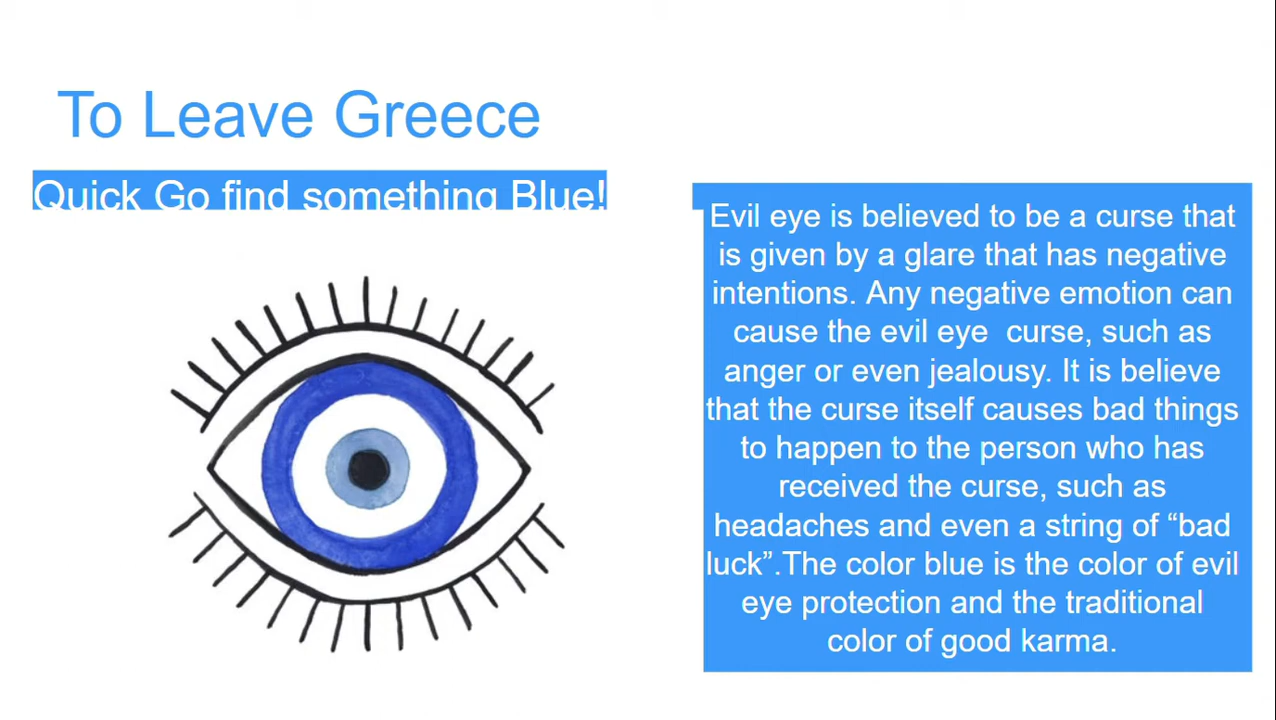 To Leave Greece
Quick Go find something Blue!
Evil eye is believed to be a curse that
is given by a glare that has negative
intentions. Any negative emotion can
cause the evil eye  curse, such as
anger or even jealousy. It is believe
that the curse itself causes bad things
to happen to the person who has
received the curse, such as
headaches and even a string of “bad
luck”.The color blue is the color of evil
eye protection and the traditional
color of good karma.